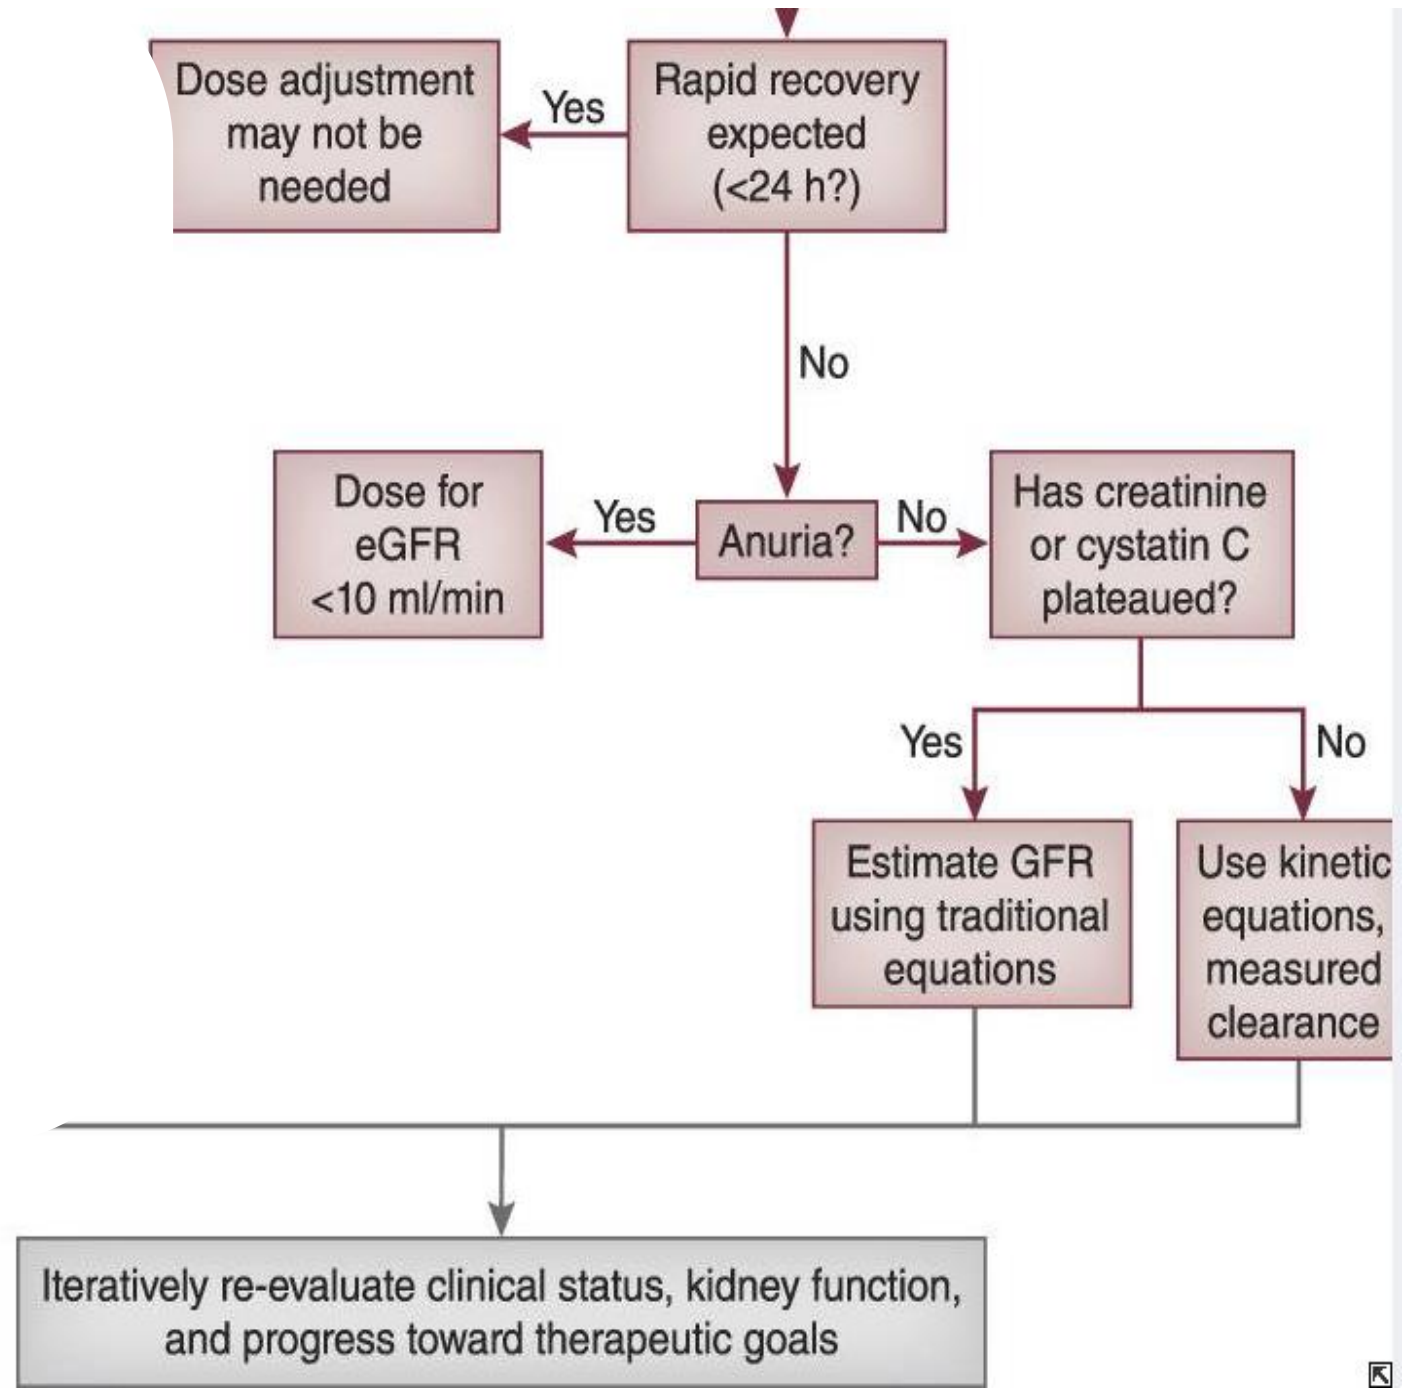 Dose adjustment
may not be
needed
Yes
Rapid recovery
expected
(<24 h?)
No
Dose for
eGFR
<10 ml/min
Yes
Anuria?
No
Has creatinine
or cystatin C
plateaued?
Yes
No
Estimate GFR
using traditional
equations
Use kinetic
equations,
measured
clearance
Iteratively re-evaluate clinical status, kidney function,
and progress toward therapeutic goals